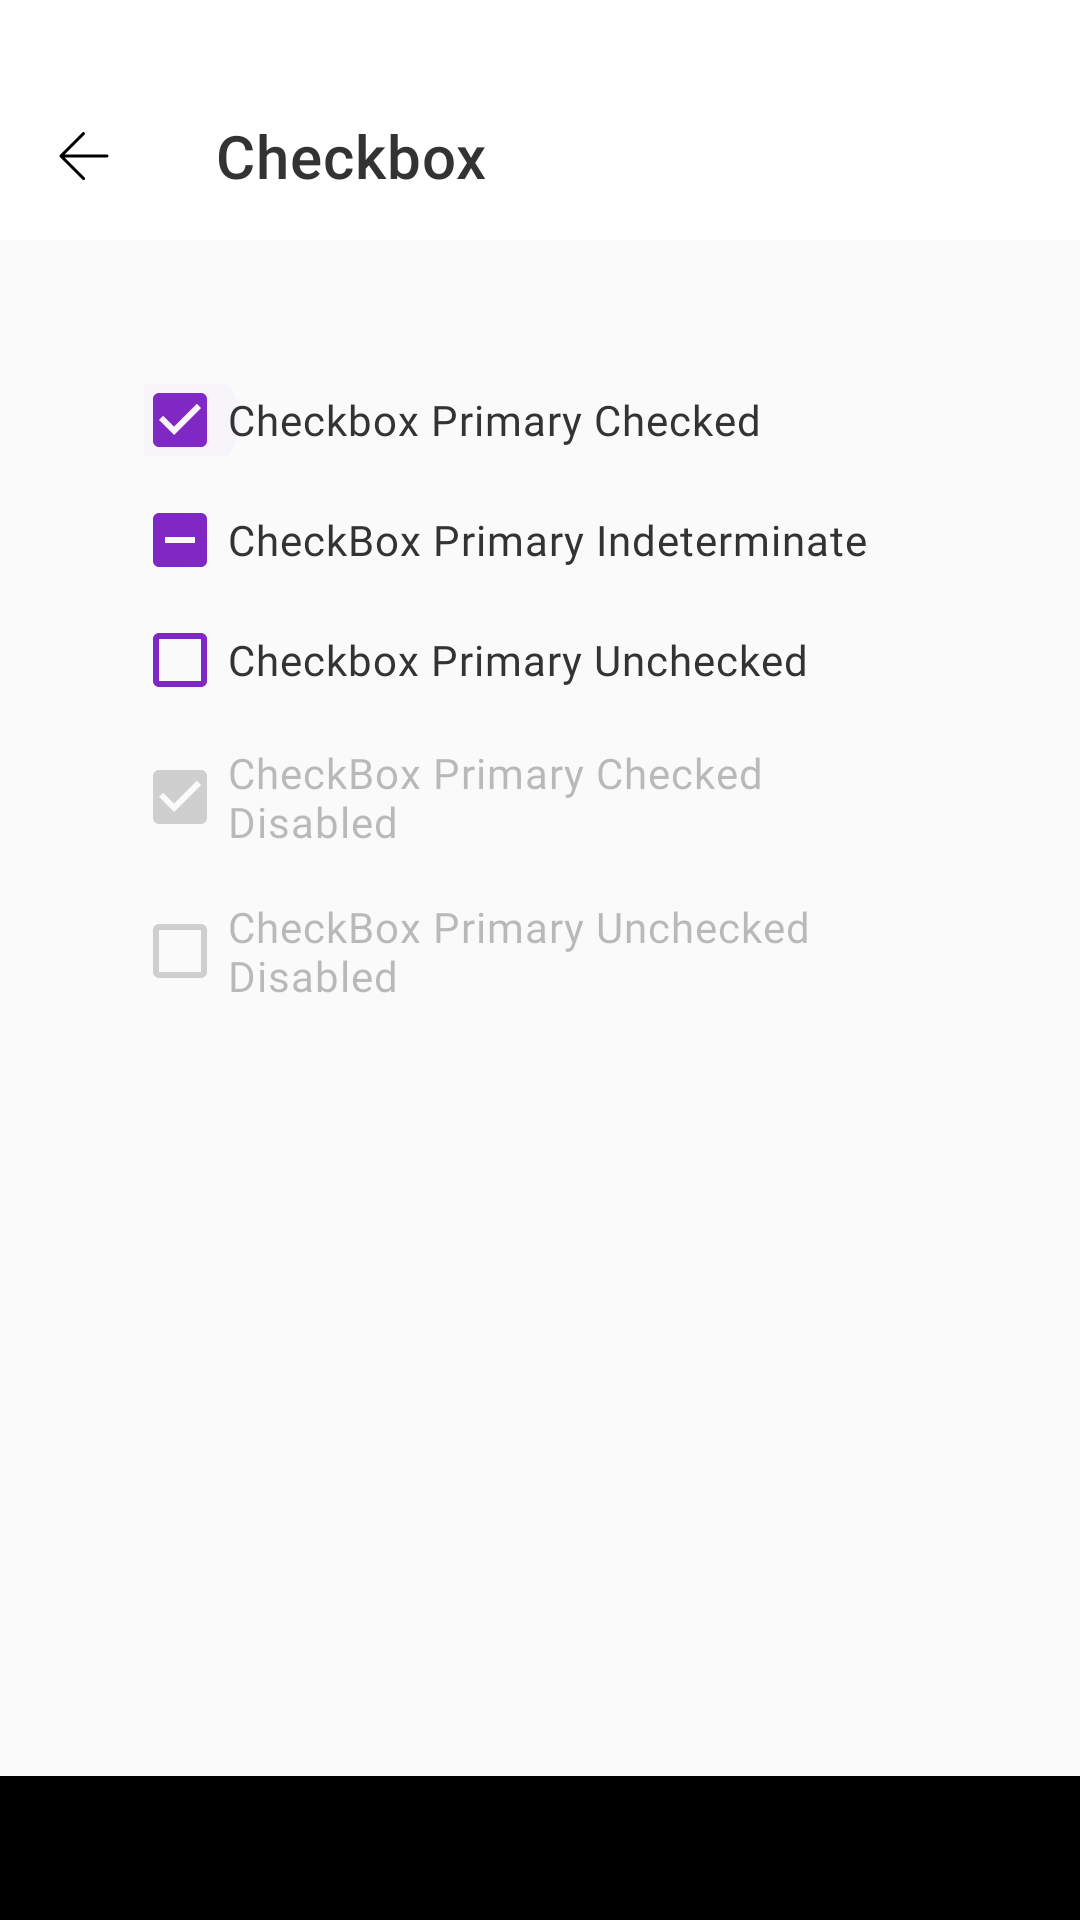 Checkbox
Checkbox Primary Checked
CheckBox Primary Indeterminate
Checkbox Primary Unchecked
CheckBox Primary Checked
Disabled
CheckBox Primary Unchecked
Disabled